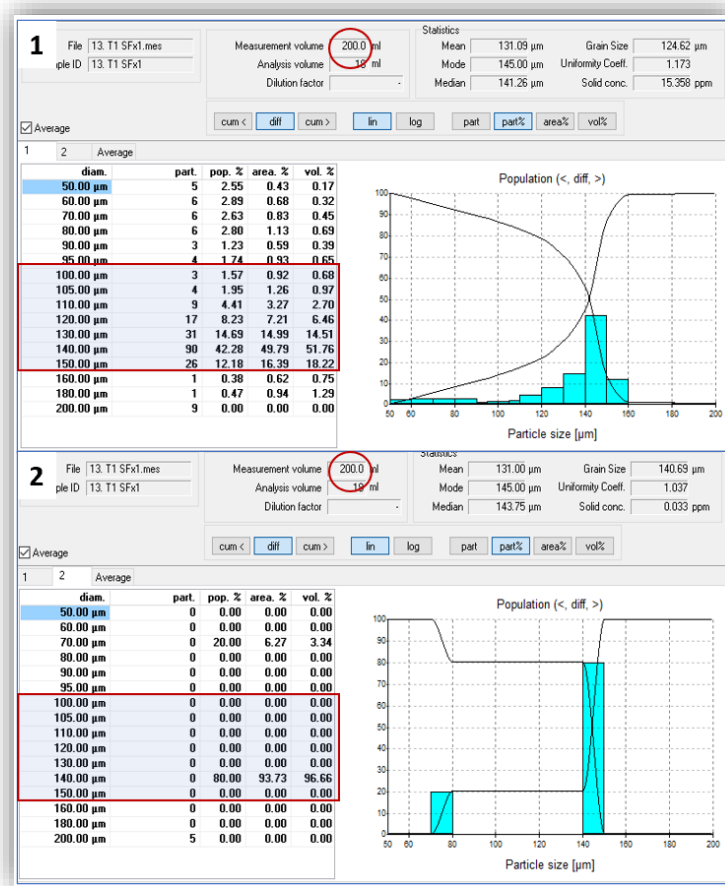 1
File 13. T1 SFx1.mes
ple ID 13. T1 SFx1
Measurement volume 200.0 ml
Analysis volume 18 ml
Dilution factor -
Statistics
Mean 131.09 µm Grain Size 124.62 µm
Mode 145.00 µm Uniformity Coeff. 1.173
Median 141.26 µm Solid conc. 15.358 ppm
Average
cum < diff cum > lin log part part% area% vol%
1 2 Average
diam. part. pop. % area. % vol. %
50.00 µm 5 2.55 0.43 0.17
60.00 µm 6 2.89 0.68 0.32
70.00 µm 6 2.63 0.83 0.45
80.00 µm 6 2.80 1.13 0.69
90.00 µm 3 1.23 0.59 0.39
95.00 µm 4 1.74 0.93 0.65
100.00 µm 3 1.57 0.92 0.68
105.00 µm 4 1.95 1.26 0.97
110.00 µm 9 4.41 3.27 2.70
120.00 µm 17 8.23 7.21 6.46
130.00 µm 31 14.69 14.99 14.51
140.00 µm 90 42.28 49.79 51.76
150.00 µm 26 12.18 16.39 18.22
160.00 µm 1 0.38 0.62 0.75
180.00 µm 1 0.47 0.94 1.29
200.00 µm 9 0.00 0.00 0.00
Population (<, diff, >)
100
90
80
70
60
50
40
30
20
10
0
50 60 80 100 120 140 160 180 200
Particle size [µm]
2
File 13. T1 SFx1.mes
ple ID 13. T1 SFx1
Measurement volume 200.0 ml
Analysis volume 18 ml
Dilution factor -
Statistics
Mean 131.00 µm Grain Size 140.69 µm
Mode 145.00 µm Uniformity Coeff. 1.037
Median 143.75 µm Solid conc. 0.033 ppm
Average
cum < diff cum > lin log part part% area% vol%
1 2 Average
diam. part. pop. % area. % vol. %
50.00 µm 0 0.00 0.00 0.00
60.00 µm 0 0.00 0.00 0.00
70.00 µm 0 20.00 6.27 3.34
80.00 µm 0 0.00 0.00 0.00
90.00 µm 0 0.00 0.00 0.00
95.00 µm 0 0.00 0.00 0.00
100.00 µm 0 0.00 0.00 0.00
105.00 µm 0 0.00 0.00 0.00
110.00 µm 0 0.00 0.00 0.00
120.00 µm 0 0.00 0.00 0.00
130.00 µm 0 0.00 0.00 0.00
140.00 µm 0 80.00 93.73 96.66
150.00 µm 0 0.00 0.00 0.00
160.00 µm 0 0.00 0.00 0.00
180.00 µm 0 0.00 0.00 0.00
200.00 µm 5 0.00 0.00 0.00
Population (<, diff, >)
100
90
80
70
60
50
40
30
20
10
0
50 60 80 100 120 140 160 180 200
Particle size [µm]